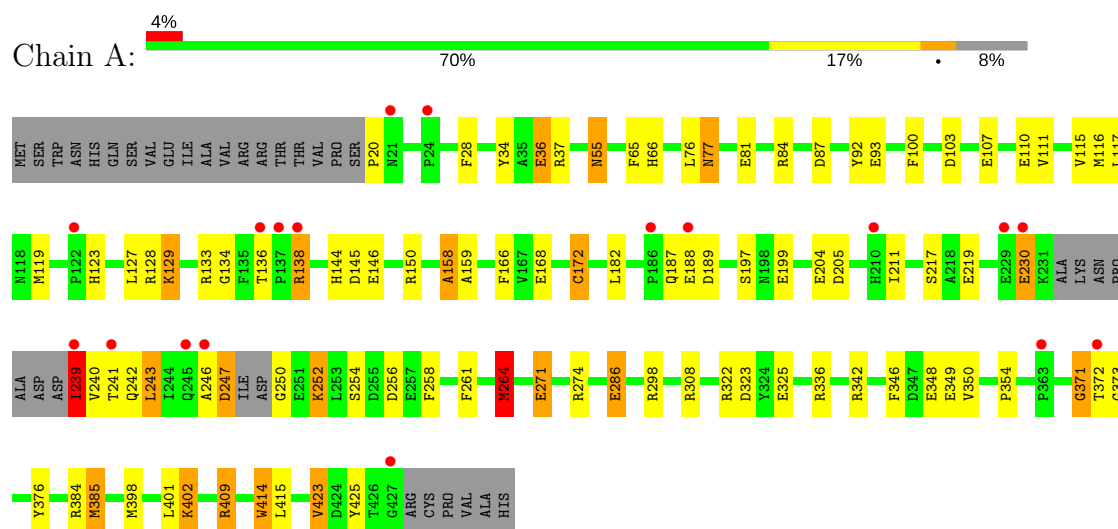 4%
Chain A:
70% 17% • 8%
MET SER TRP ASN HIS GLN SER VAL GLU ILE ALA VAL ARG ARG THR THR VAL PRO SER P20 N21 P24 F28 Y34 A35 E36 R37 N55 F65 H66 L76 N77 E81 R84 D87 Y92 E93 F100 D103 E107 E110 V111 V115 M116 L117
N118 M119 P122 H123 L127 R128 K129 R133 G134 F135 T136 P137 R138 H144 D145 E146 R150 A158 A159 F166 V167 E168 C172 L182 P186 Q187 E188 D189 S197 N198 E199 E204 D205 H210 I211 S217 A218 E219 E229 E230 K231 ALA LYS ASN PRO
ALA ASP ASP I239 V240 T241 Q242 L243 I244 Q245 A246 D247 ILE ASP G250 E251 K252 L253 S254 D255 D256 E257 F258 F261 M264 E271 R274 E286 R298 R308 R322 D323 Y324 E325 R336 R342 F346 D347 E348 E349 V350 P354 P363 G371 T372 G373
Y376 R384 M385 M398 L401 K402 R409 W414 L415 V423 D424 Y425 T426 G427 ARG CYS PRO VAL ALA HIS